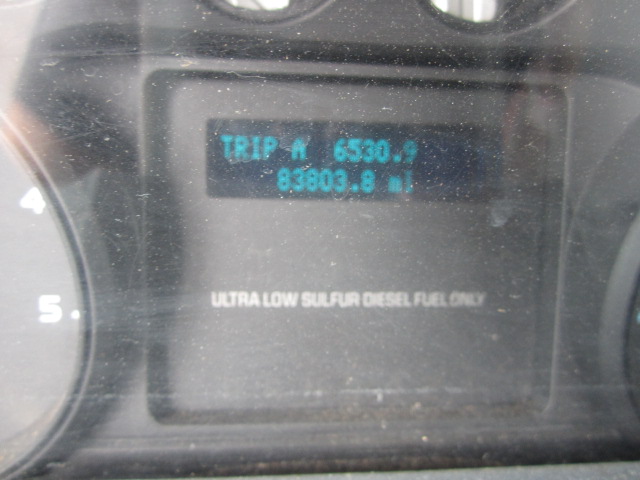 TRIP A 6530.9
83803.8 mi
4
5
ULTRA LOW SULFUR DIESEL FUEL ONLY